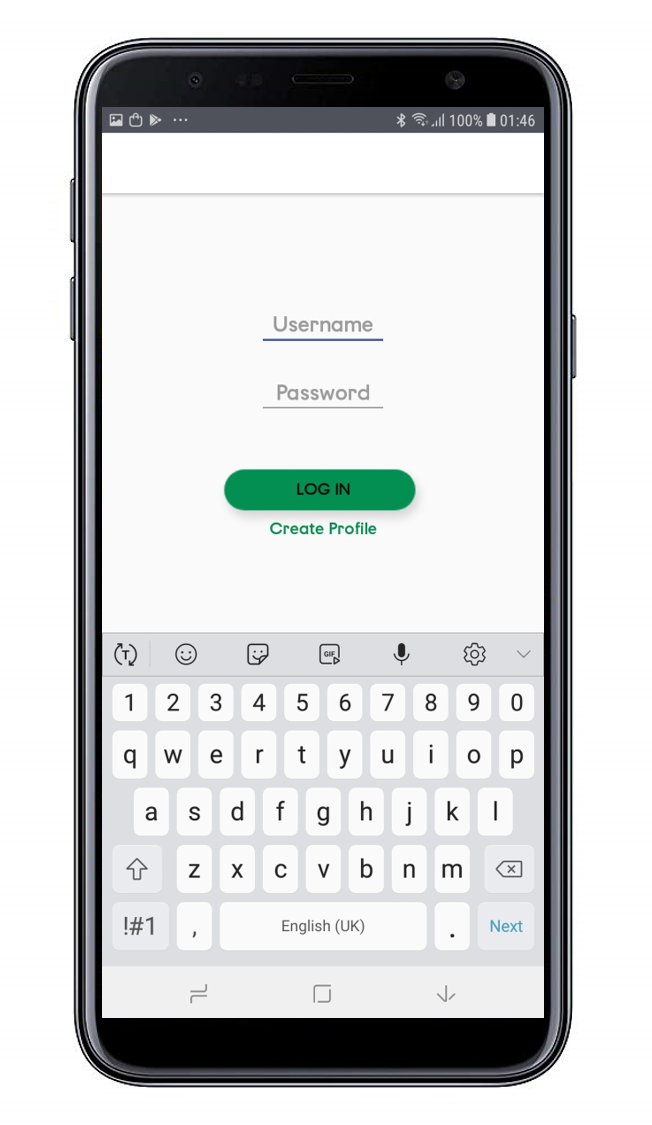 100% 01:46
Username
Password
LOG IN
Create Profile
T GIF
1 2 3 4 5 6 7 8 9 0
q w e r t y u i o p
a s d f g h j k l
z x c v b n m
!#1 , English (UK) . Next